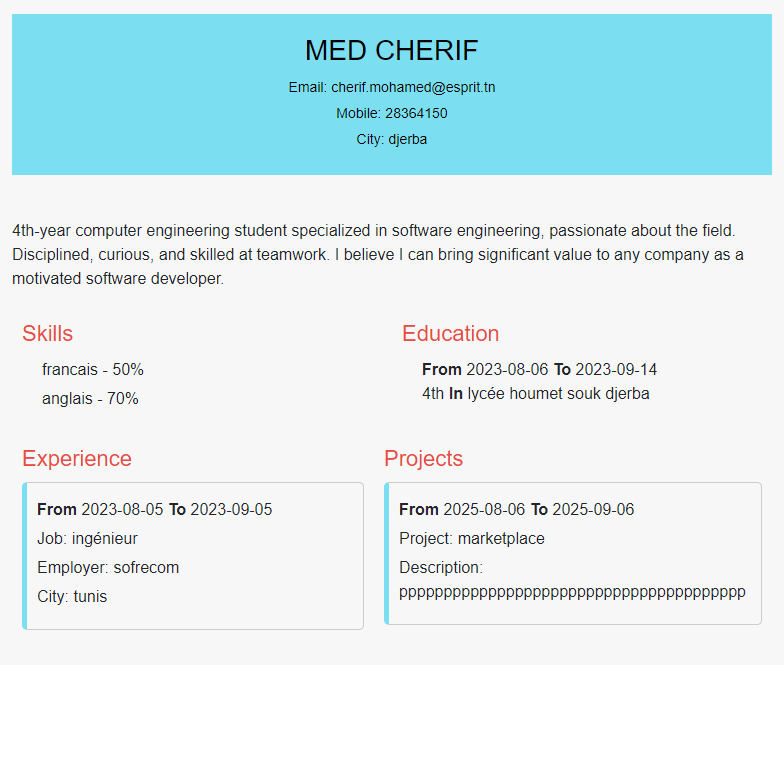 MED CHERIF
Email: cherif.mohamed@esprit.tn
Mobile: 28364150
City: djerba
4th-year computer engineering student specialized in software engineering, passionate about the field.
Disciplined, curious, and skilled at teamwork. I believe I can bring significant value to any company as a
motivated software developer.
Skills
francais - 50%
anglais - 70%
Education
From 2023-08-06 To 2023-09-14
4th In lycée houmet souk djerba
Experience
From 2023-08-05 To 2023-09-05
Job: ingénieur
Employer: sofrecom
City: tunis
Projects
From 2025-08-06 To 2025-09-06
Project: marketplace
Description:
ppppppppppppppppppppppppppppppppppppppp